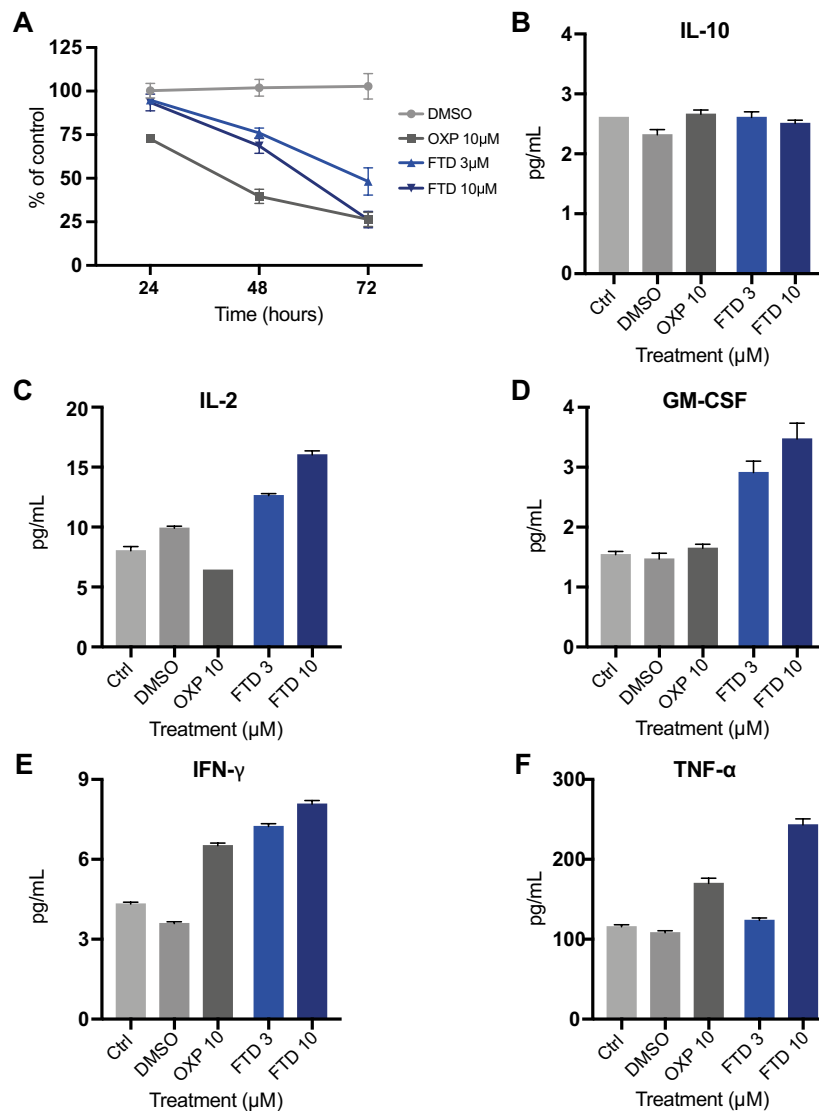 A
125
100
75
50
25
0
% of control
24 48 72
Time (hours)
DMSO
OXP 10μM
FTD 3μM
FTD 10μM
B
IL-10
4
3
2
1
0
pg/mL
Ctrl DMSO OXP 10 FTD 3 FTD 10
Treatment (μM)
C
IL-2
20
15
10
5
0
pg/mL
Ctrl DMSO OXP 10 FTD 3 FTD 10
Treatment (μM)
D
GM-CSF
4
3
2
1
0
pg/mL
Ctrl DMSO OXP 10 FTD 3 FTD 10
Treatment (μM)
E
IFN-γ
9
6
3
0
pg/mL
Ctrl DMSO OXP 10 FTD 3 FTD 10
Treatment (μM)
F
TNF-α
300
200
100
0
pg/mL
Ctrl DMSO OXP 10 FTD 3 FTD 10
Treatment (μM)